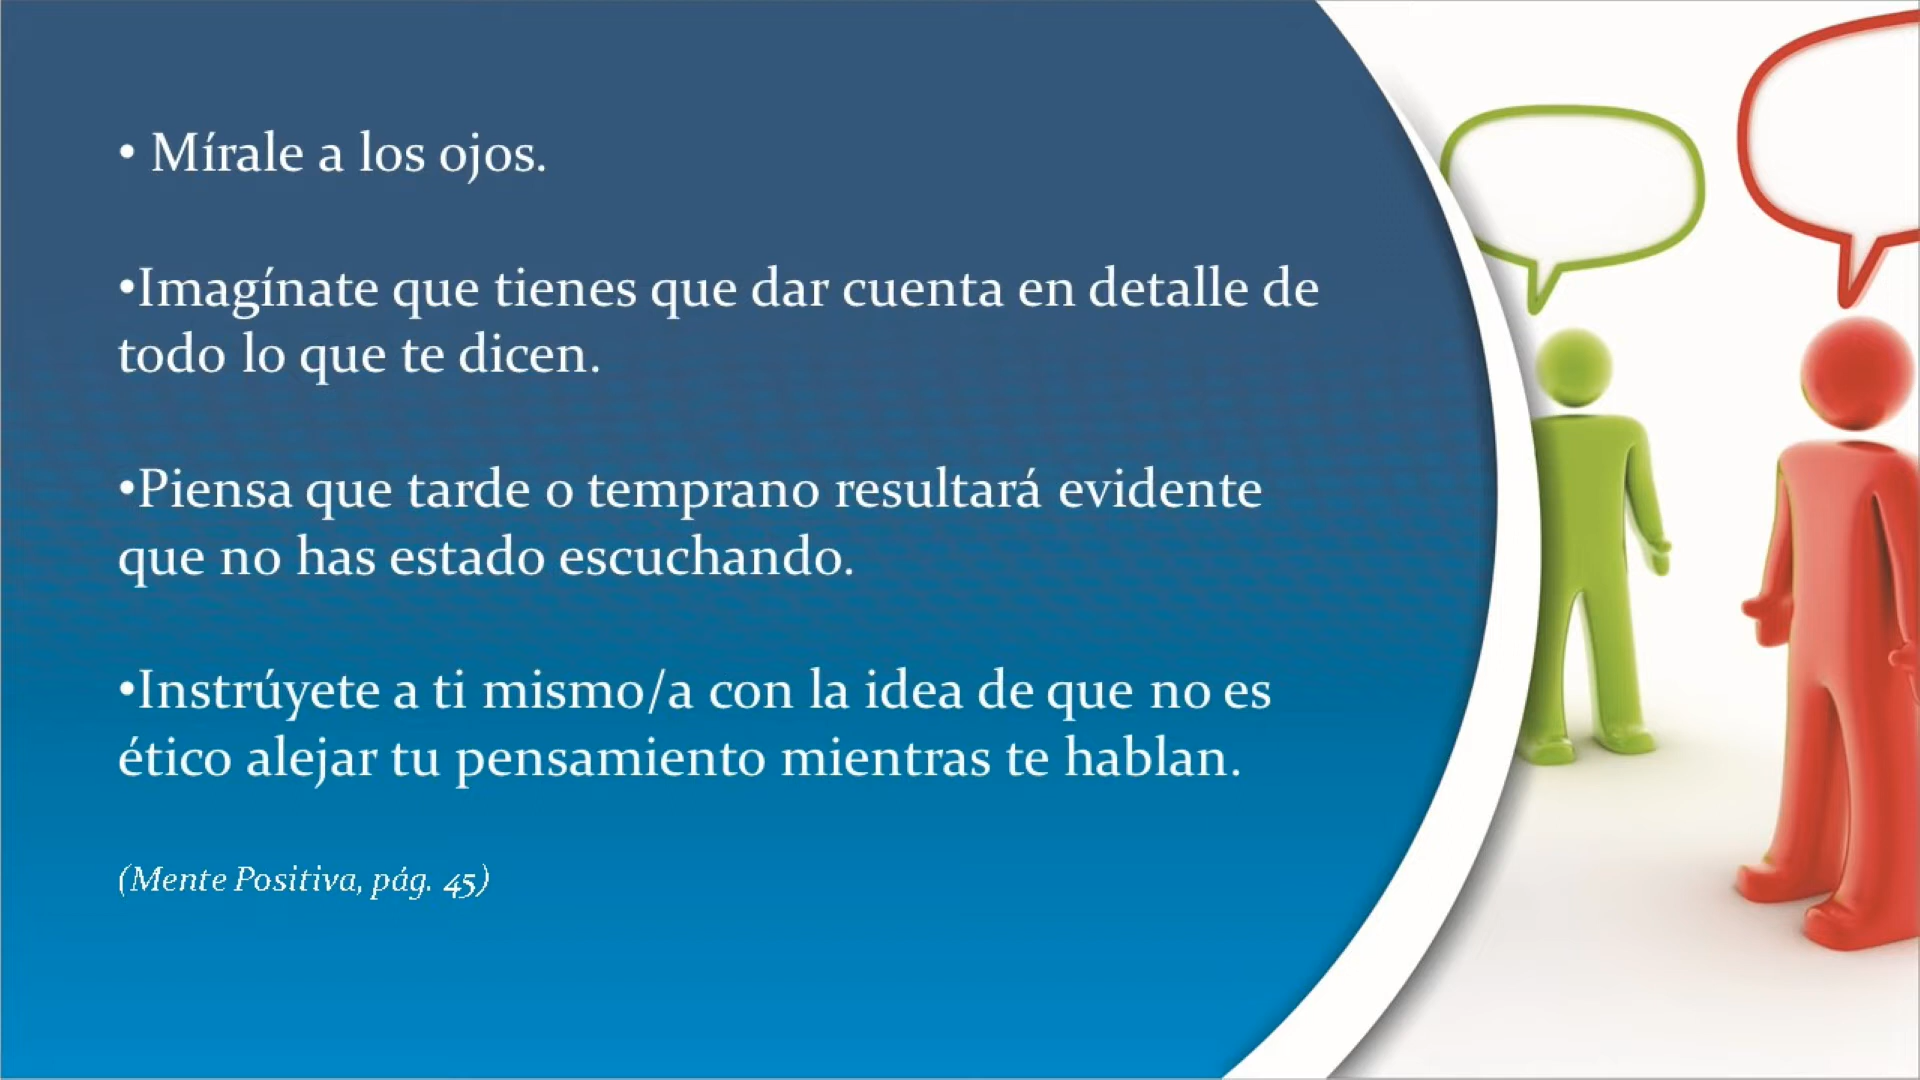 • Mírale a los ojos.
•Imagínate que tienes que dar cuenta en detalle de
todo lo que te dicen.
•Piensa que tarde o temprano resultará evidente
que no has estado escuchando.
•Instrúyete a ti mismo/a con la idea de que no es
ético alejar tu pensamiento mientras te hablan.
(Mente Positiva, pág. 45)